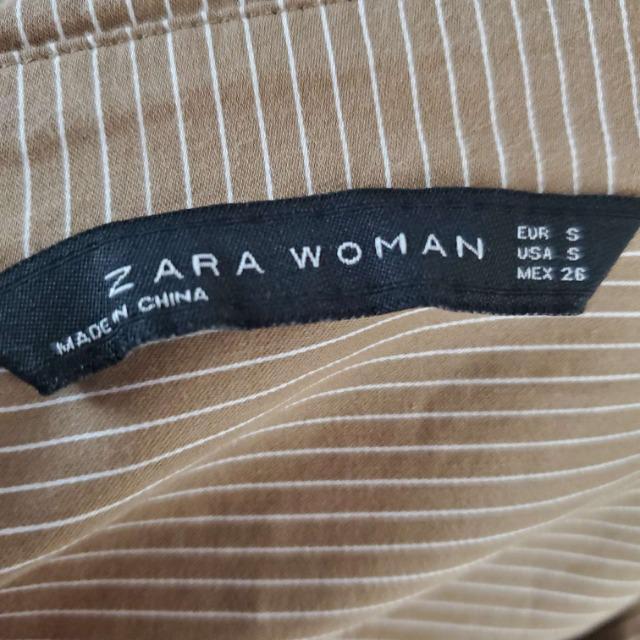 ZARA WOMAN
MADE IN CHINA
EUR S
USA S
MEX 26